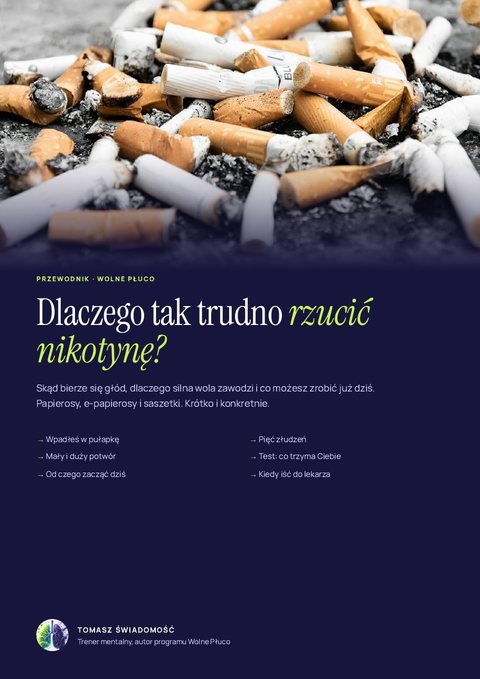 PRZEWODNIK · WOLNE PŁUCO
Dlaczego tak trudno rzucić
nikotynę?
Skąd bierze się głód, dlaczego silna wola zawodzi i co możesz zrobić już dziś.
Papierosy, e-papierosy i saszetki. Krótko i konkretnie.
→ Wpadłeś w pułapkę
→ Mały i duży potwór
→ Od czego zacząć dziś
→ Pięć złudzeń
→ Test: co trzyma Ciebie
→ Kiedy iść do lekarza
TOMASZ ŚWIADOMOŚĆ
Trener mentalny, autor programu Wolne Płuco